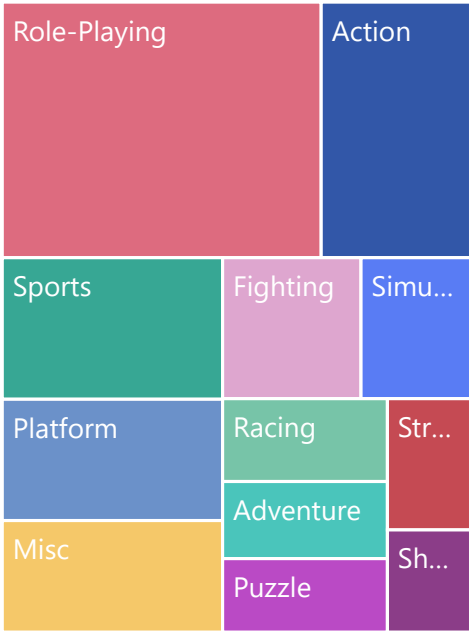 Role-Playing
Action
Sports
Fighting
Simu...
Platform
Racing
Str...
Adventure
Misc
Sh...
Puzzle